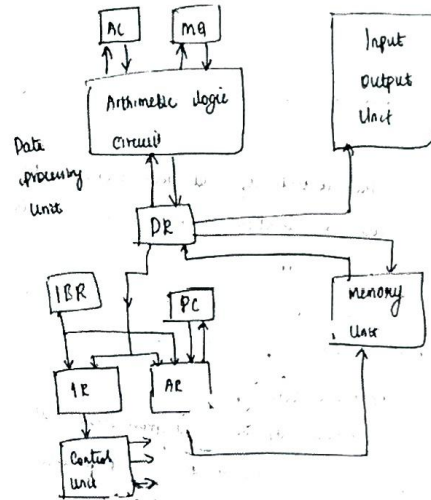 AC
MQ
Input
Output
Unit
Arthimetic logic
circuit
Data
processing
Unit
DR
IBR
PC
memory
Unit
IR
AR
Control
Unit